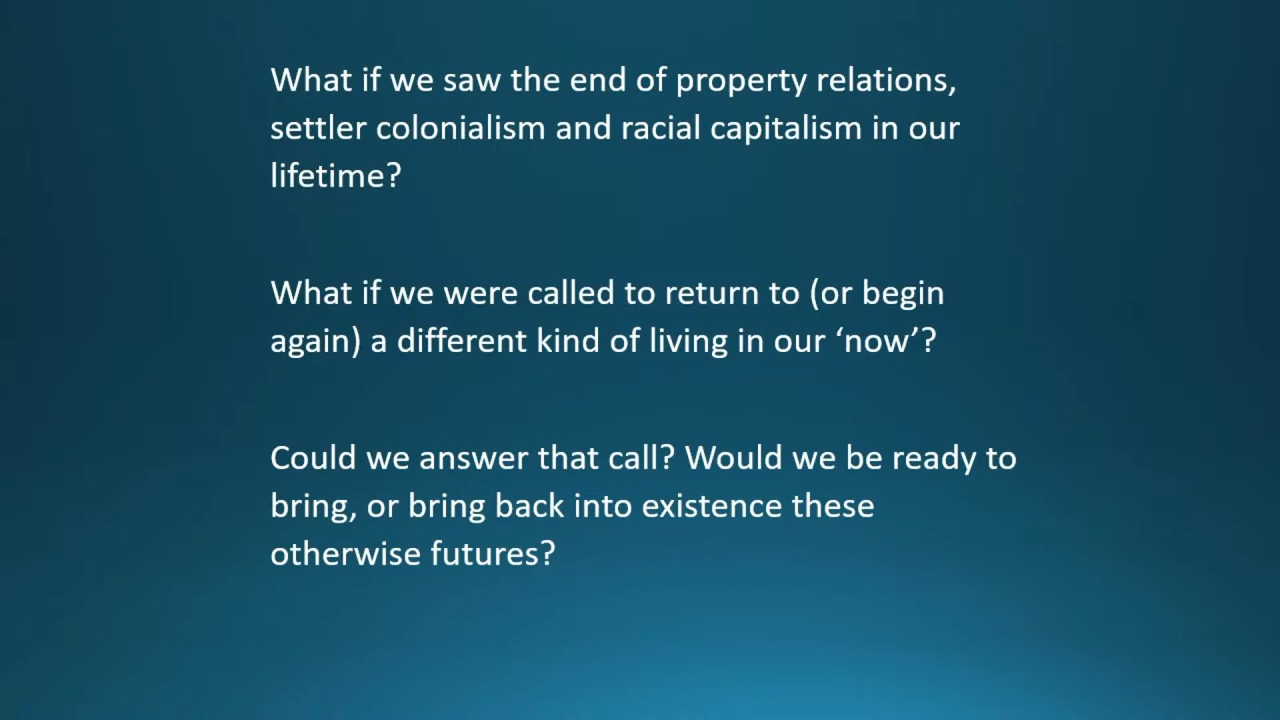 What if we saw the end of property relations,
settler colonialism and racial capitalism in our
lifetime?
What if we were called to return to (or begin
again) a different kind of living in our ‘now’?
Could we answer that call? Would we be ready to
bring, or bring back into existence these
otherwise futures?